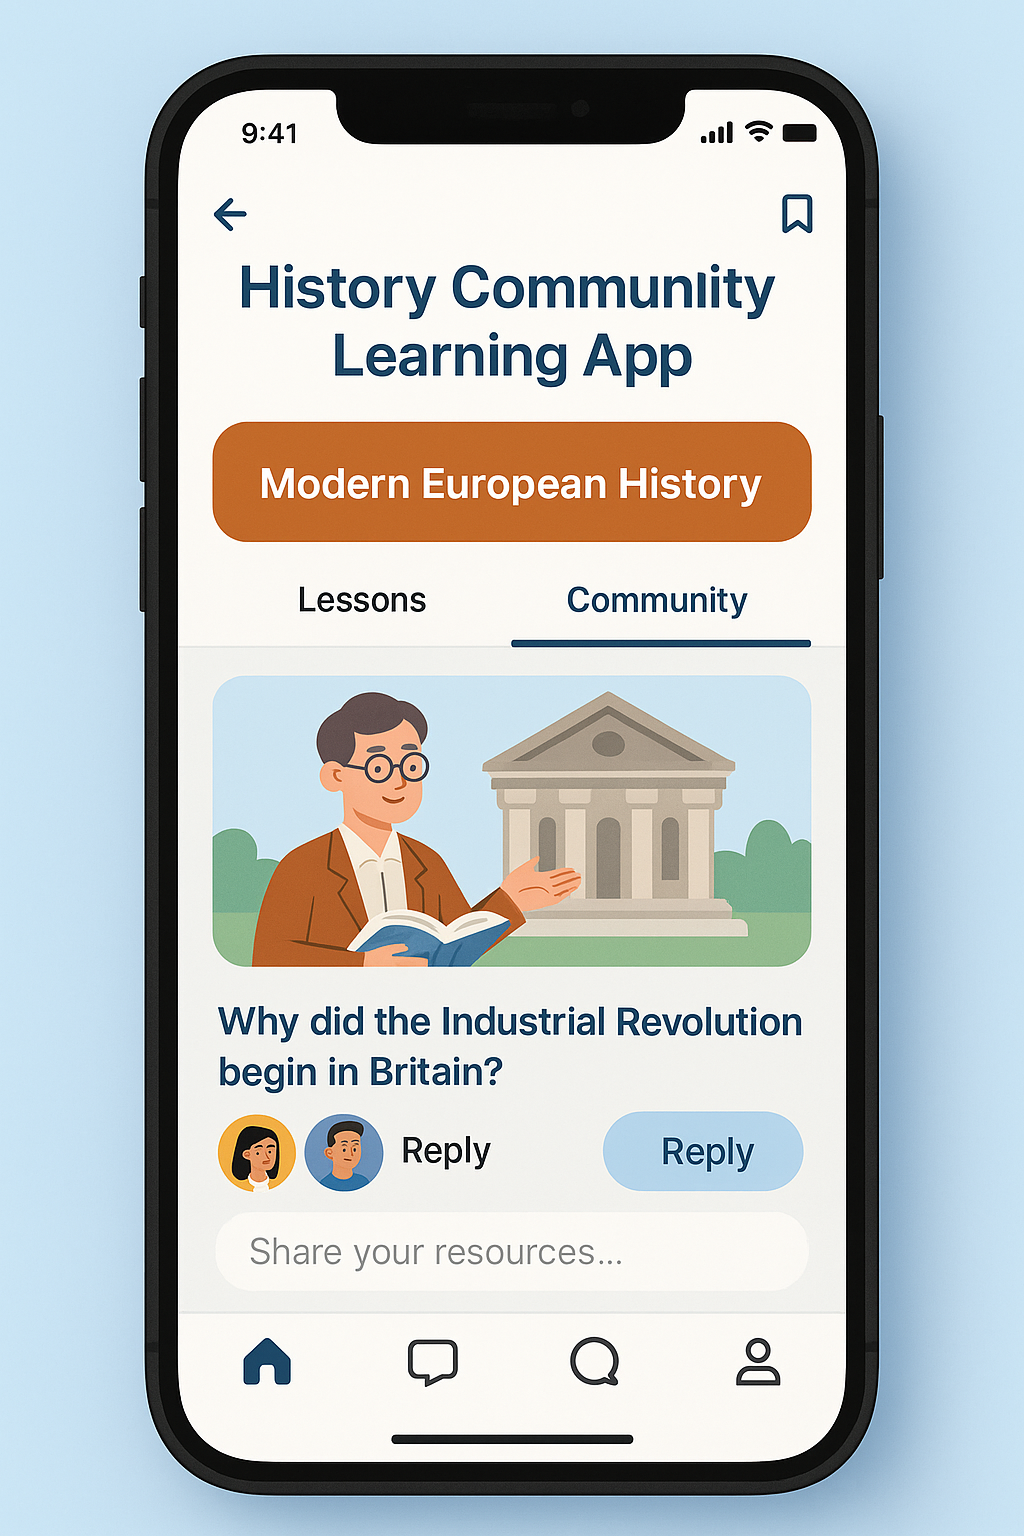 9:41
History Community
Learning App
Modern European History
Lessons Community
Why did the Industrial Revolution
begin in Britain?
Reply Reply
Share your resources...